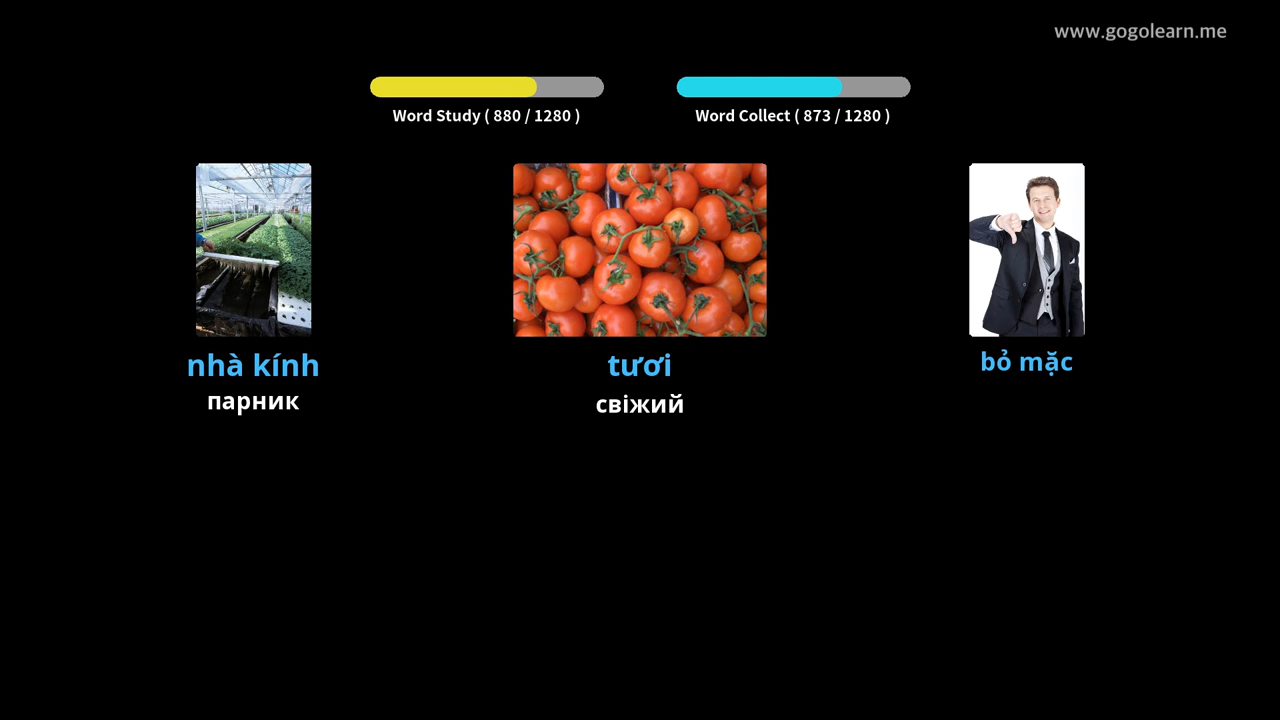 www.gogolearn.me
Word Study ( 880 / 1280 )
Word Collect ( 873 / 1280 )
nhà kính
парник
tươi
свіжий
bỏ mặc